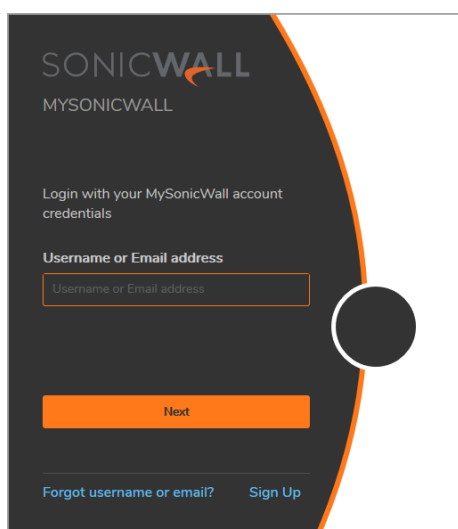 SONICWALL
MYSONICWALL
Login with your MySonicWall account
credentials
Username or Email address
Username or Email address
Next
Forgot username or email? Sign Up